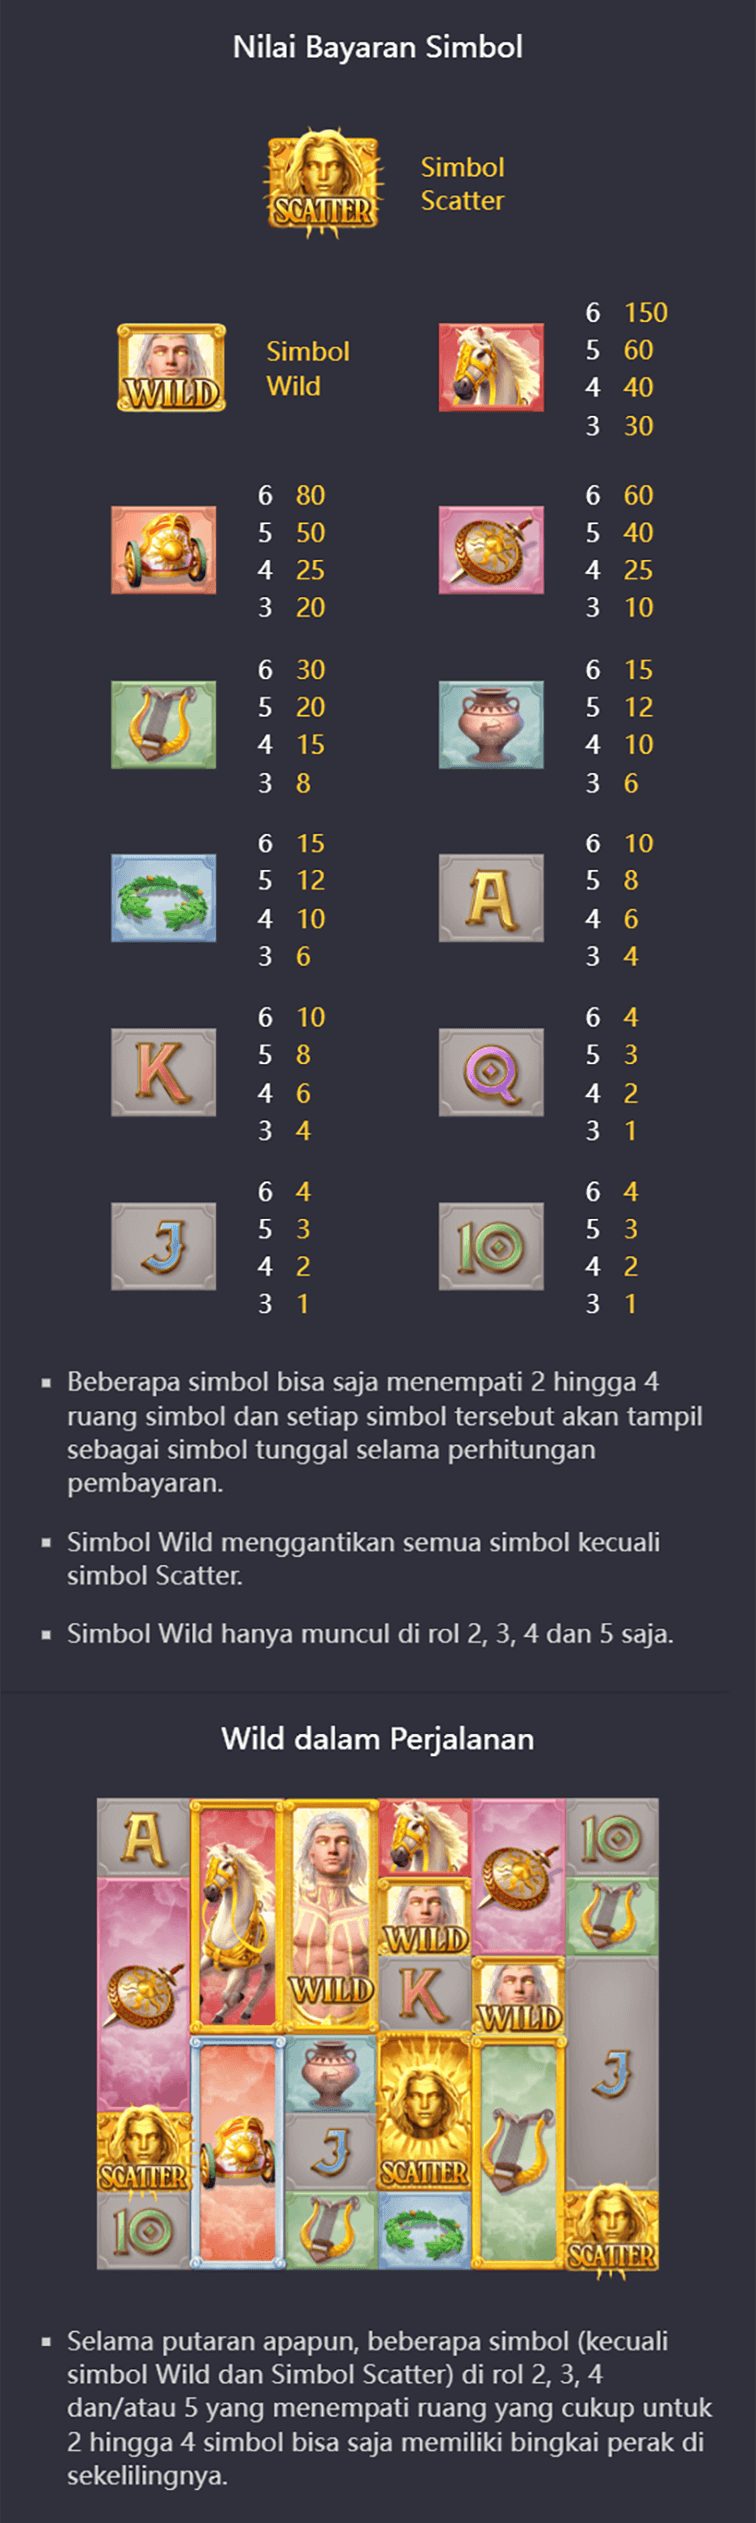 Nilai Bayaran Simbol
SCATTER
Simbol
Scatter
WILD
Simbol
Wild
6 150
5 60
4 40
3 30
6 80
5 50
4 25
3 20
6 60
5 40
4 25
3 10
6 30
5 20
4 15
3 8
6 15
5 12
4 10
3 6
6 15
5 12
4 10
3 6
A
6 10
5 8
4 6
3 4
K
6 10
5 8
4 6
3 4
Q
6 4
5 3
4 2
3 1
J
6 4
5 3
4 2
3 1
10
6 4
5 3
4 2
3 1
Beberapa simbol bisa saja menempati 2 hingga 4
ruang simbol dan setiap simbol tersebut akan tampil
sebagai simbol tunggal selama perhitungan
pembayaran.
Simbol Wild menggantikan semua simbol kecuali
simbol Scatter.
Simbol Wild hanya muncul di rol 2, 3, 4 dan 5 saja.
Wild dalam Perjalanan
A
10
WILD
WILD
K
WILD
J
SCATTER
J
SCATTER
10
SCATTER
Selama putaran apapun, beberapa simbol (kecuali
simbol Wild dan Simbol Scatter) di rol 2, 3, 4
dan/atau 5 yang menempati ruang yang cukup untuk
2 hingga 4 simbol bisa saja memiliki bingkai perak di
sekelilingnya.